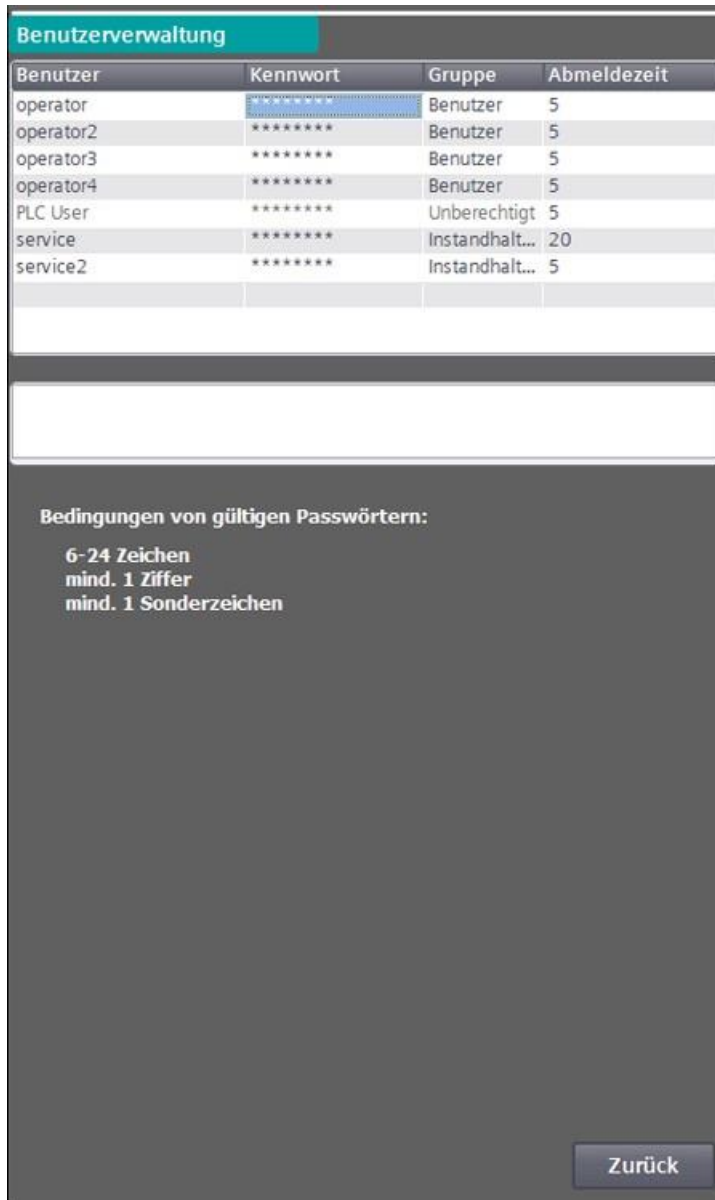 Benutzerverwaltung
Benutzer Kennwort Gruppe Abmeldezeit
operator ******** Benutzer 5
operator2 ******** Benutzer 5
operator3 ******** Benutzer 5
operator4 ******** Benutzer 5
PLC User ******** Unberechtigt 5
service ******** Instandhalt... 20
service2 ******** Instandhalt... 5
Bedingungen von gültigen Passwörtern:
6-24 Zeichen
mind. 1 Ziffer
mind. 1 Sonderzeichen
Zurück